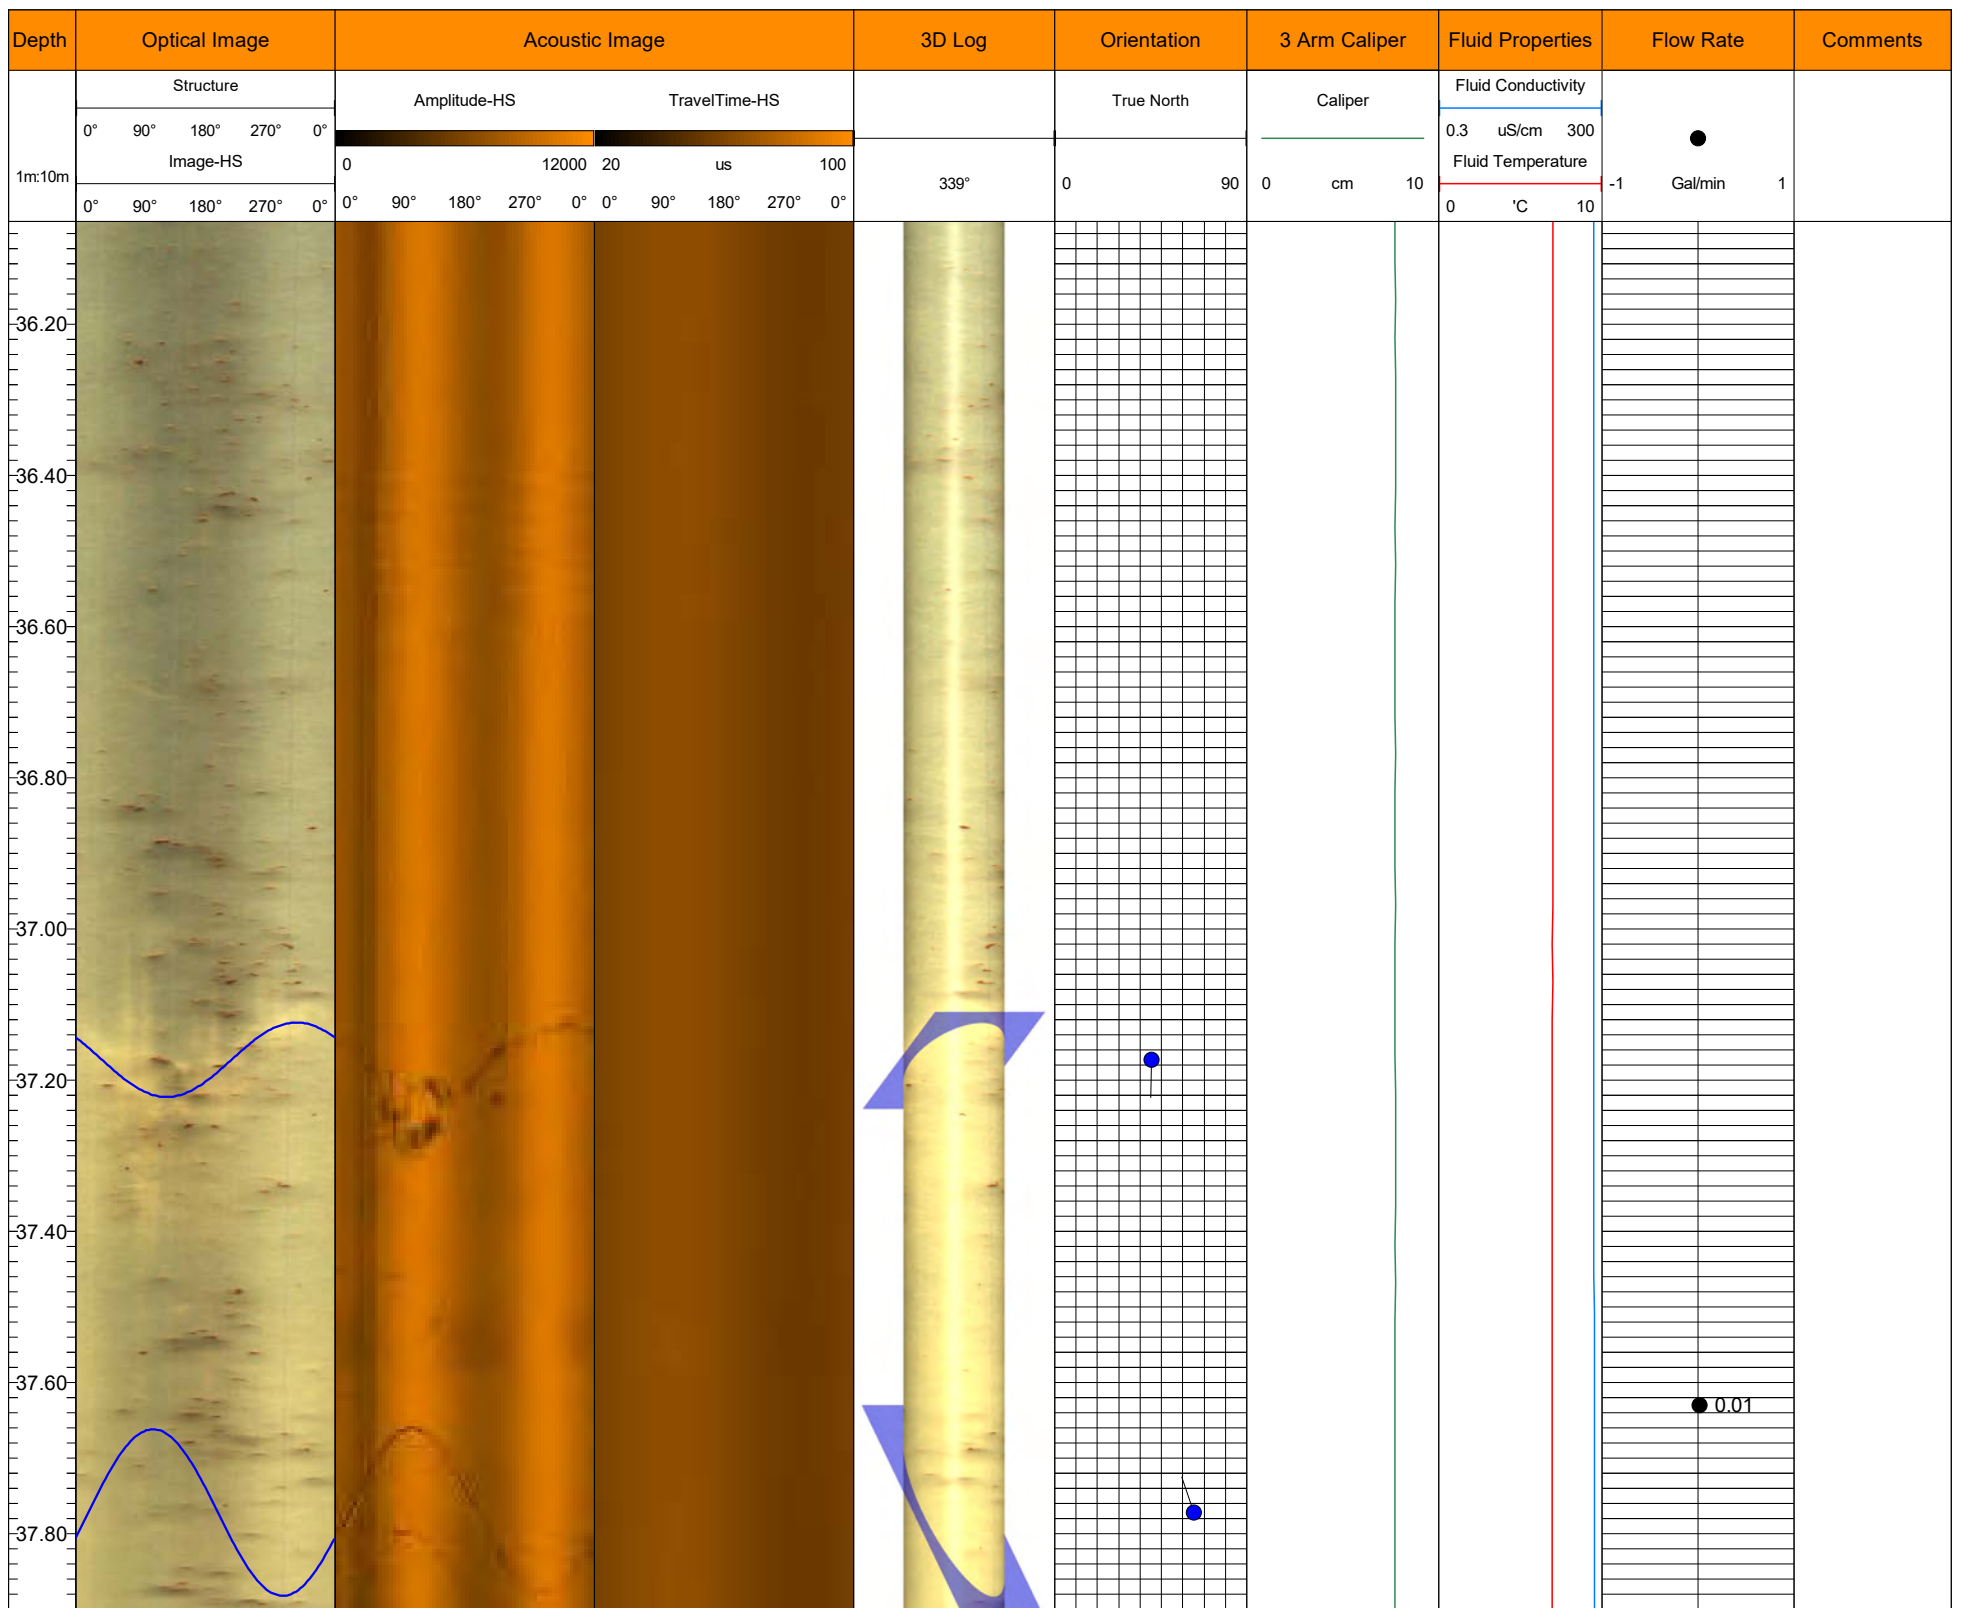 Depth Optical Image Acoustic Image 3D Log Orientation 3 Arm Caliper Fluid Properties Flow Rate Comments
Structure
0° 90° 180° 270° 0°
Image-HS
0° 90° 180° 270° 0°
1m:10m
Amplitude-HS
0 12000
0° 90° 180° 270° 0°
TravelTime-HS
20 us 100
0° 90° 180° 270° 0°
339°
True North
0 90
Caliper
0 cm 10
Fluid Conductivity
0.3 uS/cm 300
Fluid Temperature
0 'C 10
-1 Gal/min 1
36.20
36.40
36.60
36.80
37.00
37.20
37.40
37.60
0.01
37.80